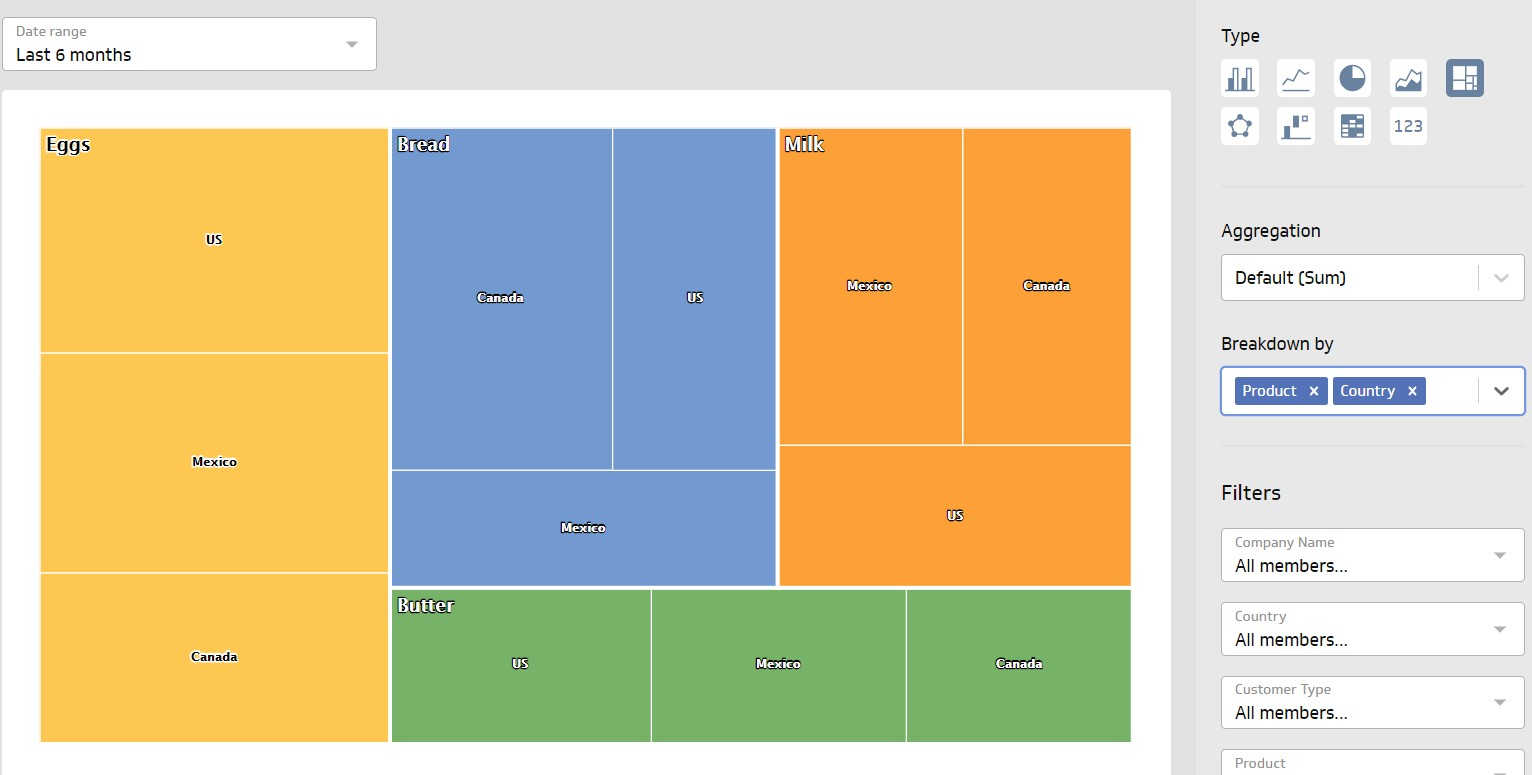 Date range
Last 6 months
Eggs
US
Mexico
Canada
Bread
Canada
US
Mexico
Milk
Mexico
Canada
US
Butter
US
Mexico
Canada
Type
123
Aggregation
Default (Sum)
Breakdown by
Product × Country ×
Filters
Company Name
All members...
Country
All members...
Customer Type
All members...
Product